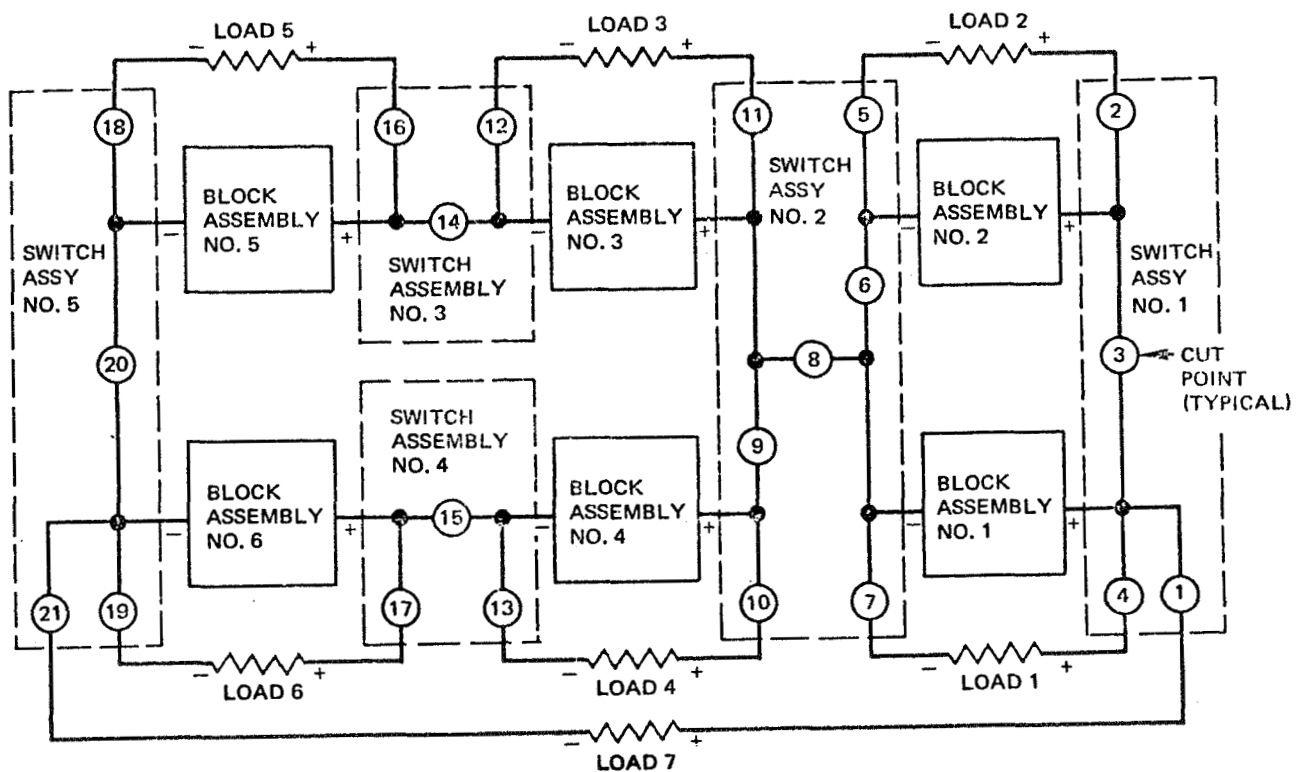 LOAD 5
LOAD 3
LOAD 2
− +
− +
− +
18
16
12
11
5
2
BLOCK
ASSEMBLY
NO. 5
− +
14
BLOCK
ASSEMBLY
NO. 3
− +
SWITCH
ASSY
NO. 2
BLOCK
ASSEMBLY
NO. 2
− +
SWITCH
ASSY
NO. 5
SWITCH
ASSEMBLY
NO. 3
6
SWITCH
ASSY
NO. 1
20
8
3
CUT
POINT
(TYPICAL)
SWITCH
ASSEMBLY
NO. 4
9
BLOCK
ASSEMBLY
NO. 6
− +
15
BLOCK
ASSEMBLY
NO. 4
− +
BLOCK
ASSEMBLY
NO. 1
− +
21
19
17
13
10
7
4
1
− +
LOAD 6
− +
LOAD 4
− +
LOAD 1
− +
LOAD 7